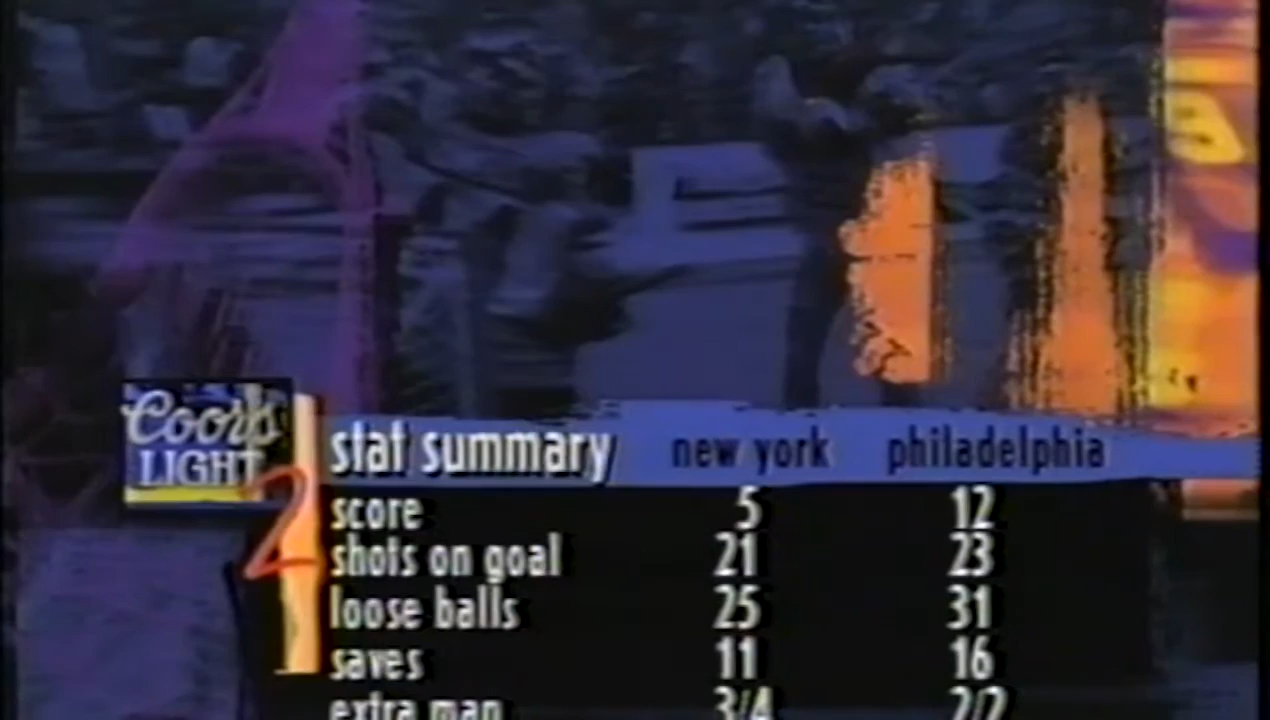 Coors
LIGHT
2
stat summary new york philadelphia
score 5 12
shots on goal 21 23
loose balls 25 31
saves 11 16
extra man 3/4 2/2